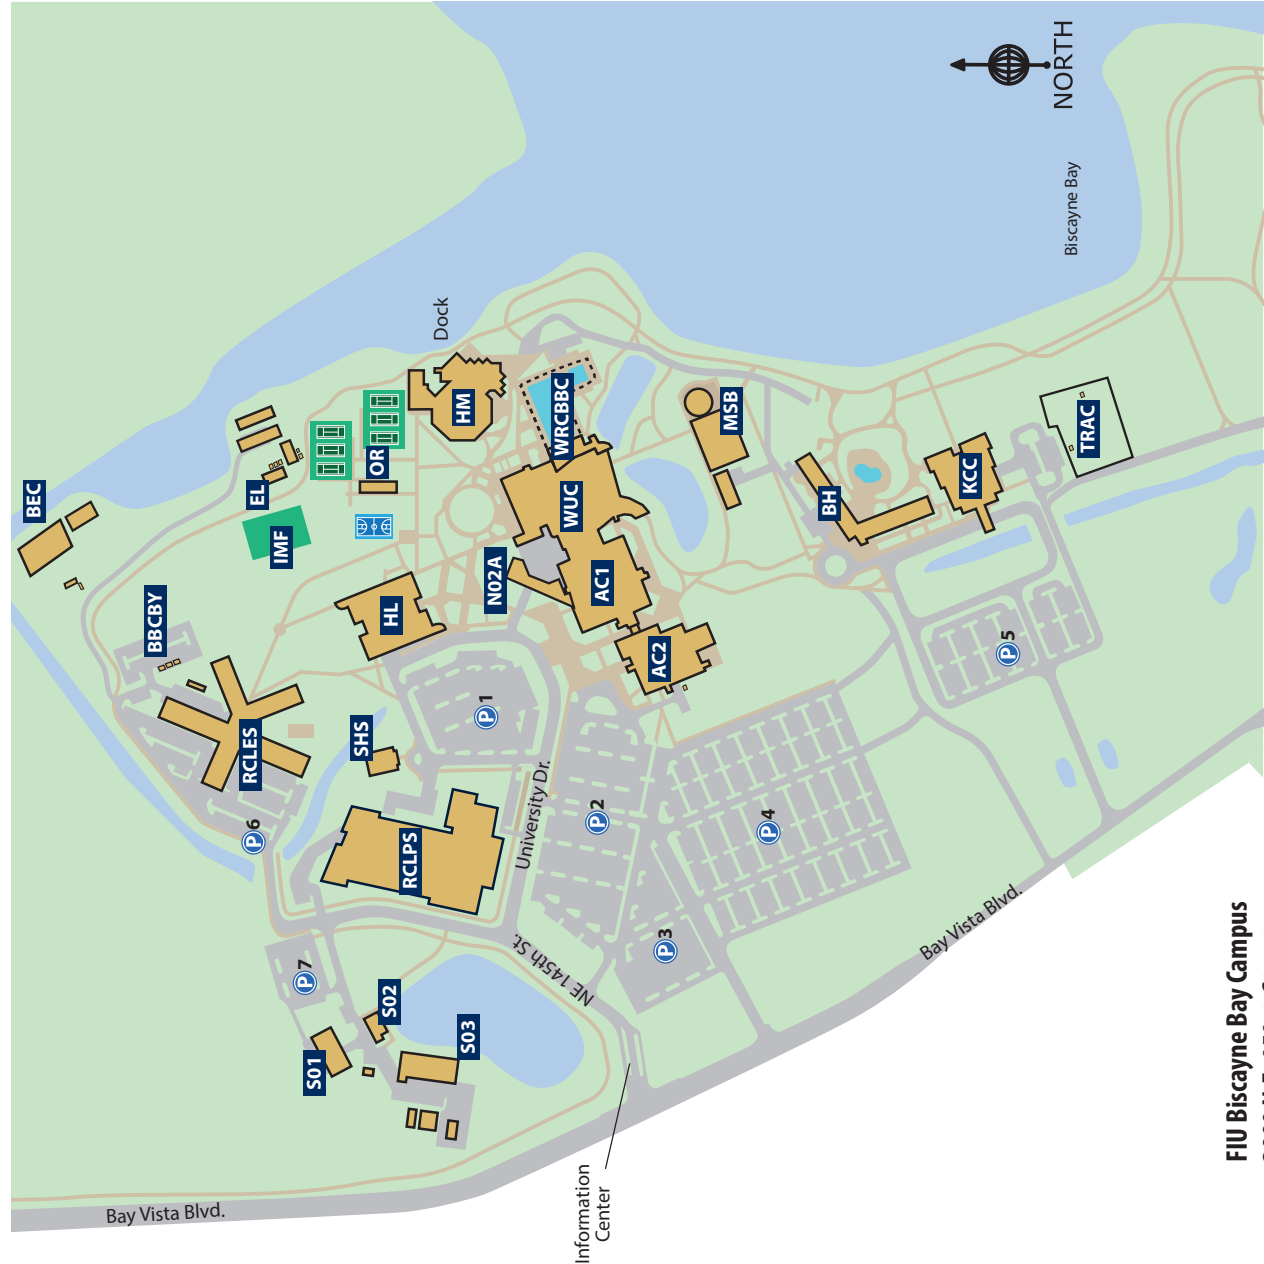 NORTH
Biscayne Bay
Dock
BEC
EL
OR
HM
WRCBBC
MSB
TRAC
IMF
WUC
KCC
BH
BBCBY
HL
N02A
AC1
AC2
P 5
RCLES
SHS
P 1
P 6
RCLPS
University Dr.
P 2
P 4
P 7
NE 145th St.
P 3
Bay Vista Blvd.
S01
S02
S03
Information
Center
Bay Vista Blvd.
FIU Biscayne Bay Campus